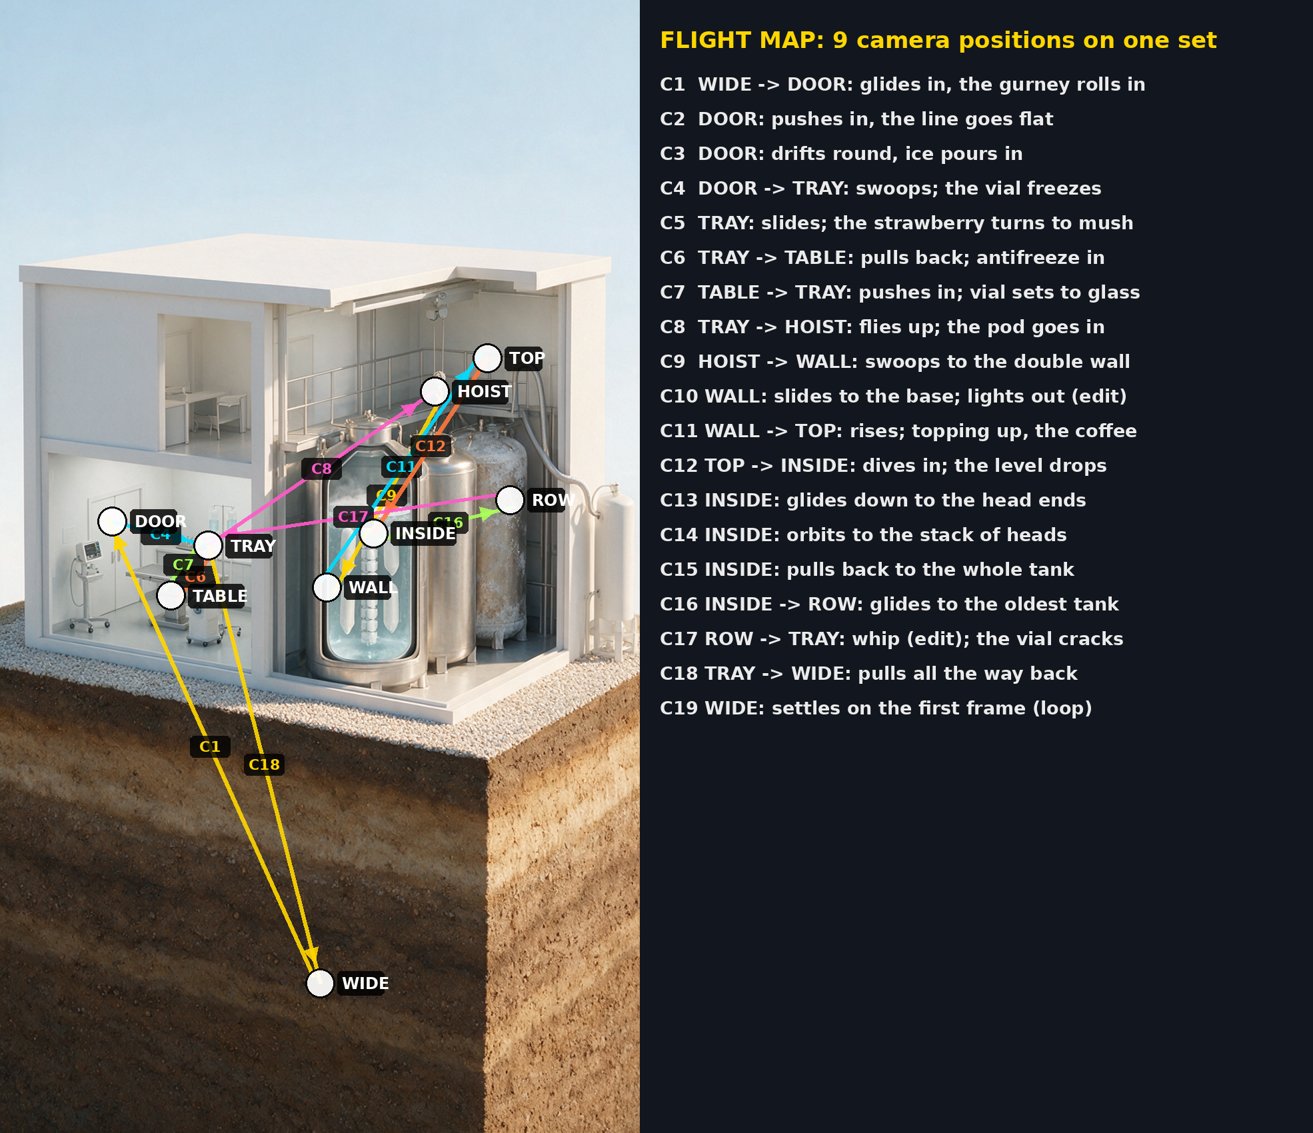 FLIGHT MAP: 9 camera positions on one set
C1 WIDE -> DOOR: glides in, the gurney rolls in
C2 DOOR: pushes in, the line goes flat
C3 DOOR: drifts round, ice pours in
C4 DOOR -> TRAY: swoops; the vial freezes
C5 TRAY: slides; the strawberry turns to mush
C6 TRAY -> TABLE: pulls back; antifreeze in
C7 TABLE -> TRAY: pushes in; vial sets to glass
C8 TRAY -> HOIST: flies up; the pod goes in
C9 HOIST -> WALL: swoops to the double wall
C10 WALL: slides to the base; lights out (edit)
C11 WALL -> TOP: rises; topping up, the coffee
C12 TOP -> INSIDE: dives in; the level drops
C13 INSIDE: glides down to the head ends
C14 INSIDE: orbits to the stack of heads
C15 INSIDE: pulls back to the whole tank
C16 INSIDE -> ROW: glides to the oldest tank
C17 ROW -> TRAY: whip (edit); the vial cracks
C18 TRAY -> WIDE: pulls all the way back
C19 WIDE: settles on the first frame (loop)
TOP
HOIST
C12
C11
C8
C9
ROW
C17
C16
DOOR
INSIDE
C4
TRAY
C7
C6
WALL
TABLE
C1
C18
WIDE